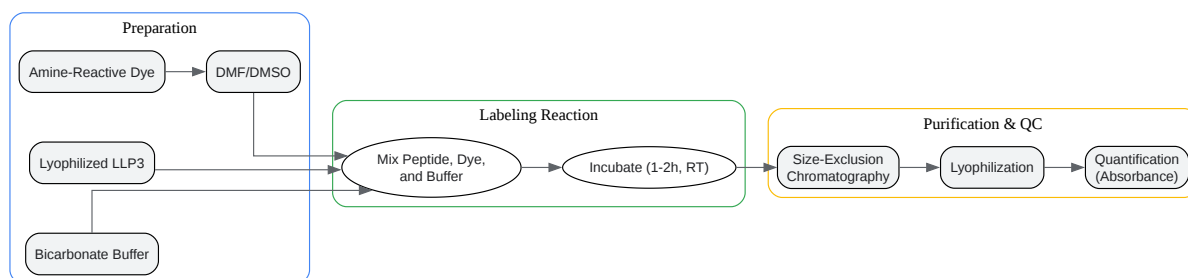 Preparation
Amine-Reactive Dye
DMF/DMSO
Lyophilized LLP3
Bicarbonate Buffer
Labeling Reaction
Mix Peptide, Dye,
and Buffer
Incubate (1-2h, RT)
Purification & QC
Size-Exclusion
Chromatography
Lyophilization
Quantification
(Absorbance)